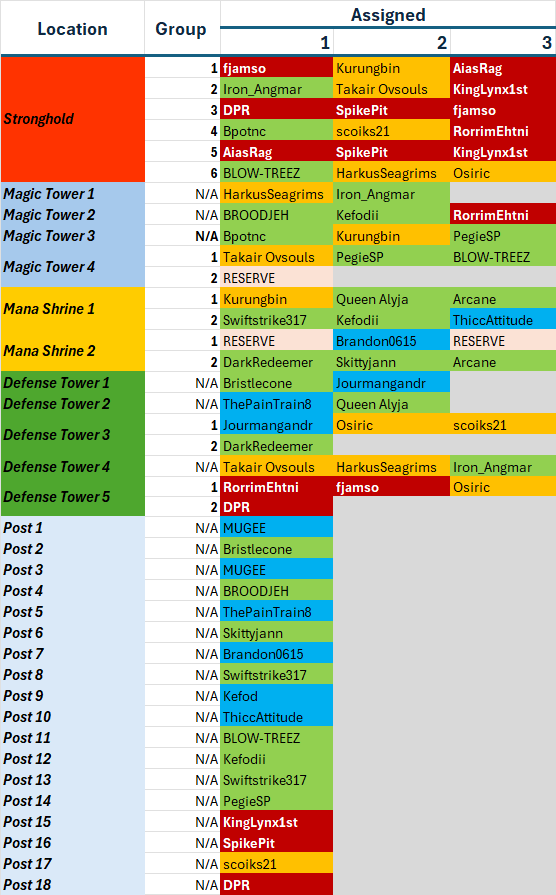 Location Group Assigned
1 2 3
Stronghold
1 fjamso Kurungbin AiasRag
2 Iron_Angmar Takair Ovsouls KingLynx1st
3 DPR SpikePit fjamso
4 Bpotnc scoiks21 RorrimEhtni
5 AiasRag SpikePit KingLynx1st
6 BLOW-TREEZ HarkusSeagrims Osiric
Magic Tower 1 N/A HarkusSeagrims Iron_Angmar
Magic Tower 2 N/A BROODJEH Kefodii RorrimEhtni
Magic Tower 3 N/A Bpotnc Kurungbin PegieSP
Magic Tower 4
1 Takair Ovsouls PegieSP BLOW-TREEZ
2 RESERVE
Mana Shrine 1
1 Kurungbin Queen Alyja Arcane
2 Swiftstrike317 Kefodii ThiccAttitude
Mana Shrine 2
1 RESERVE Brandon0615 RESERVE
2 DarkRedeemer Skittyjann Arcane
Defense Tower 1 N/A Bristlecone Jourmangandr
Defense Tower 2 N/A ThePainTrain8 Queen Alyja
Defense Tower 3
1 Jourmangandr Osiric scoiks21
2 DarkRedeemer
Defense Tower 4 N/A Takair Ovsouls HarkusSeagrims Iron_Angmar
Defense Tower 5
1 RorrimEhtni fjamso Osiric
2 DPR
Post 1 N/A MUGEE
Post 2 N/A Bristlecone
Post 3 N/A MUGEE
Post 4 N/A BROODJEH
Post 5 N/A ThePainTrain8
Post 6 N/A Skittyjann
Post 7 N/A Brandon0615
Post 8 N/A Swiftstrike317
Post 9 N/A Kefod
Post 10 N/A ThiccAttitude
Post 11 N/A BLOW-TREEZ
Post 12 N/A Kefodii
Post 13 N/A Swiftstrike317
Post 14 N/A PegieSP
Post 15 N/A KingLynx1st
Post 16 N/A SpikePit
Post 17 N/A scoiks21
Post 18 N/A DPR